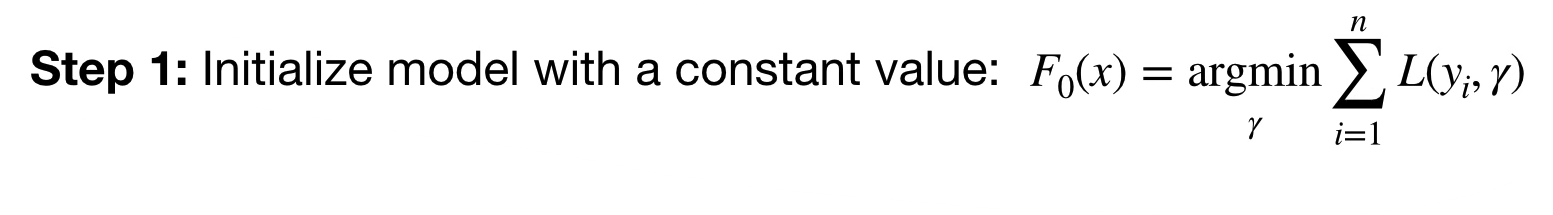 Step 1: Initialize model with a constant value: F₀(x) = argmin_γ ∑_{i=1}^{n} L(yᵢ, γ)